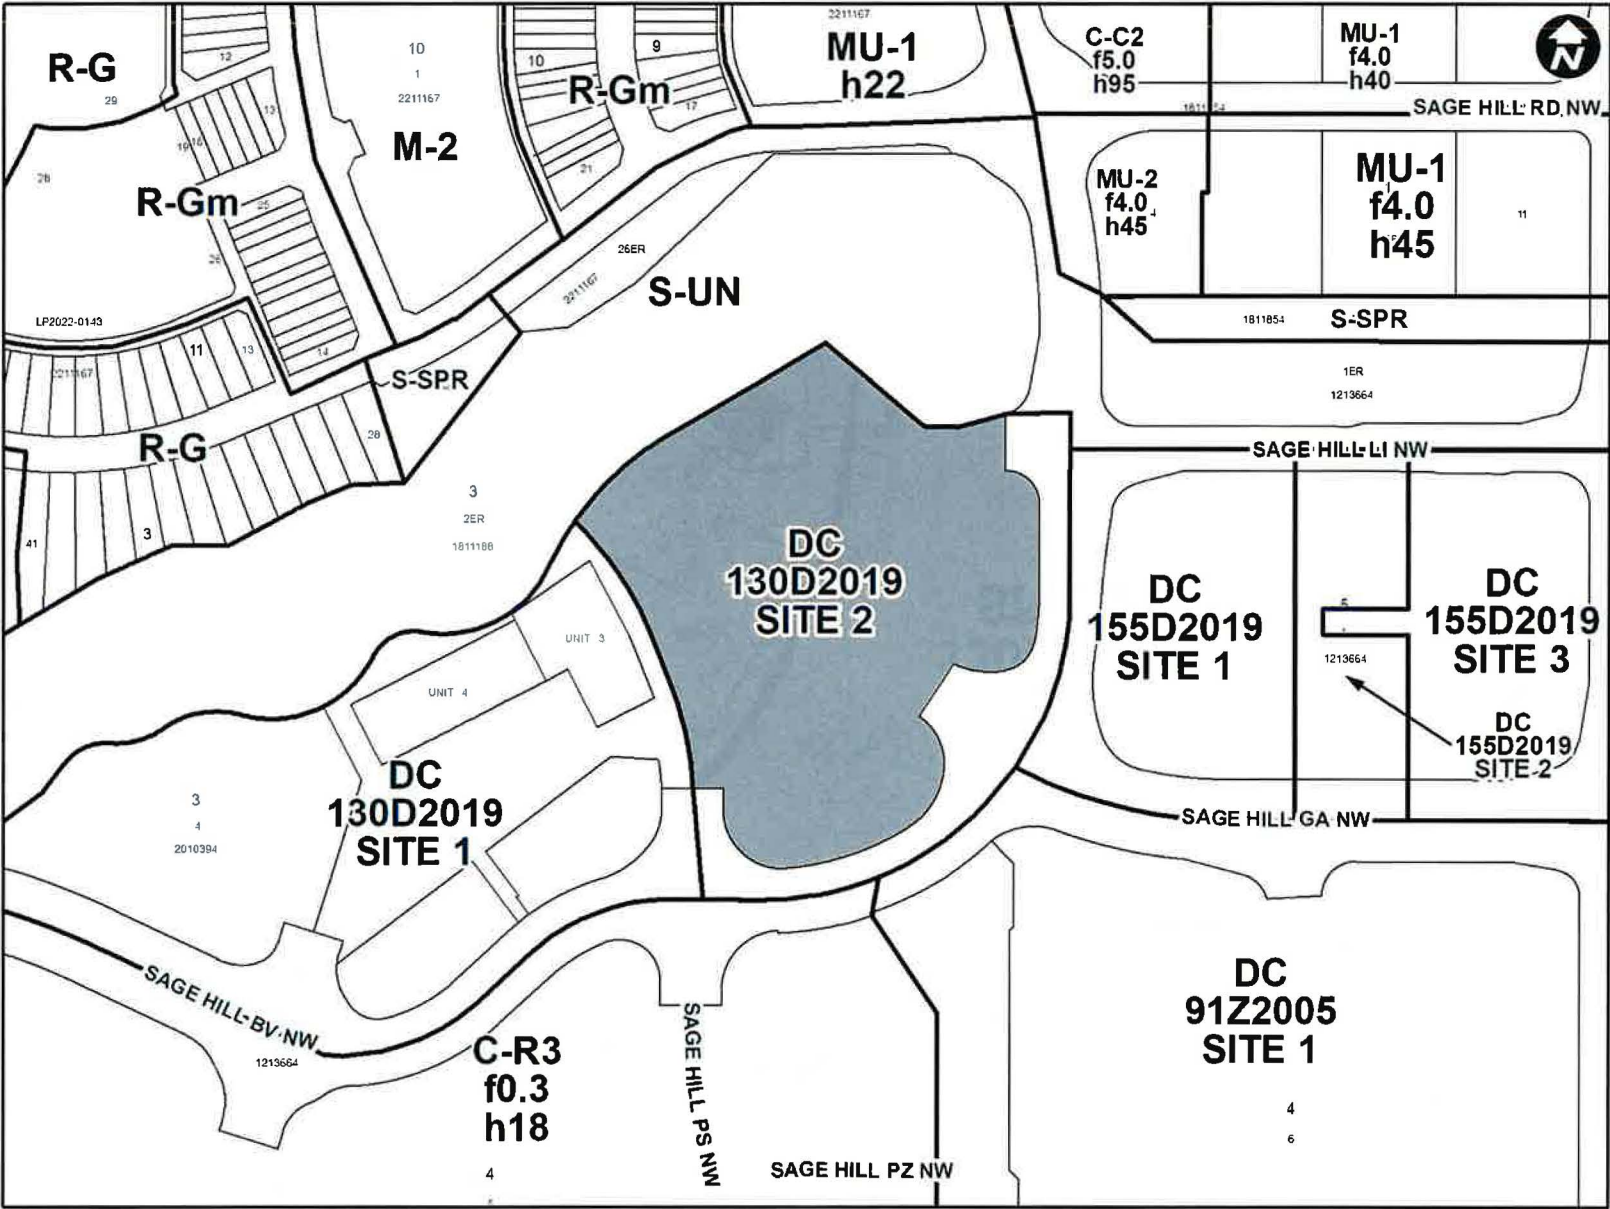 R-G
29
12
10
1
2211167
M-2
10
9
R-Gm
17
21
2211167
MU-1
h22
C-C2
f5.0
h95
MU-1
f4.0
h40
N
SAGE HILL RD NW
13
28
R-Gm
25
26
LP2022-0143
11
13
14
2211167
26ER
2211167
S-UN
MU-2
f4.0
h45
MU-1
f4.0
h45
11
1811854
S-SPR
S-SPR
1ER
1213664
R-G
28
3
41
3
2ER
1811188
SAGE HILL LI NW
DC
130D2019
SITE 2
DC
155D2019
SITE 1
5
1213664
DC
155D2019
SITE 3
DC
155D2019
SITE 2
UNIT 3
UNIT 4
DC
130D2019
SITE 1
3
4
2010394
SAGE HILL GA NW
SAGE HILL BV NW
1213664
C-R3
f0.3
h18
4
SAGE HILL PS NW
SAGE HILL PZ NW
DC
91Z2005
SITE 1
4
6